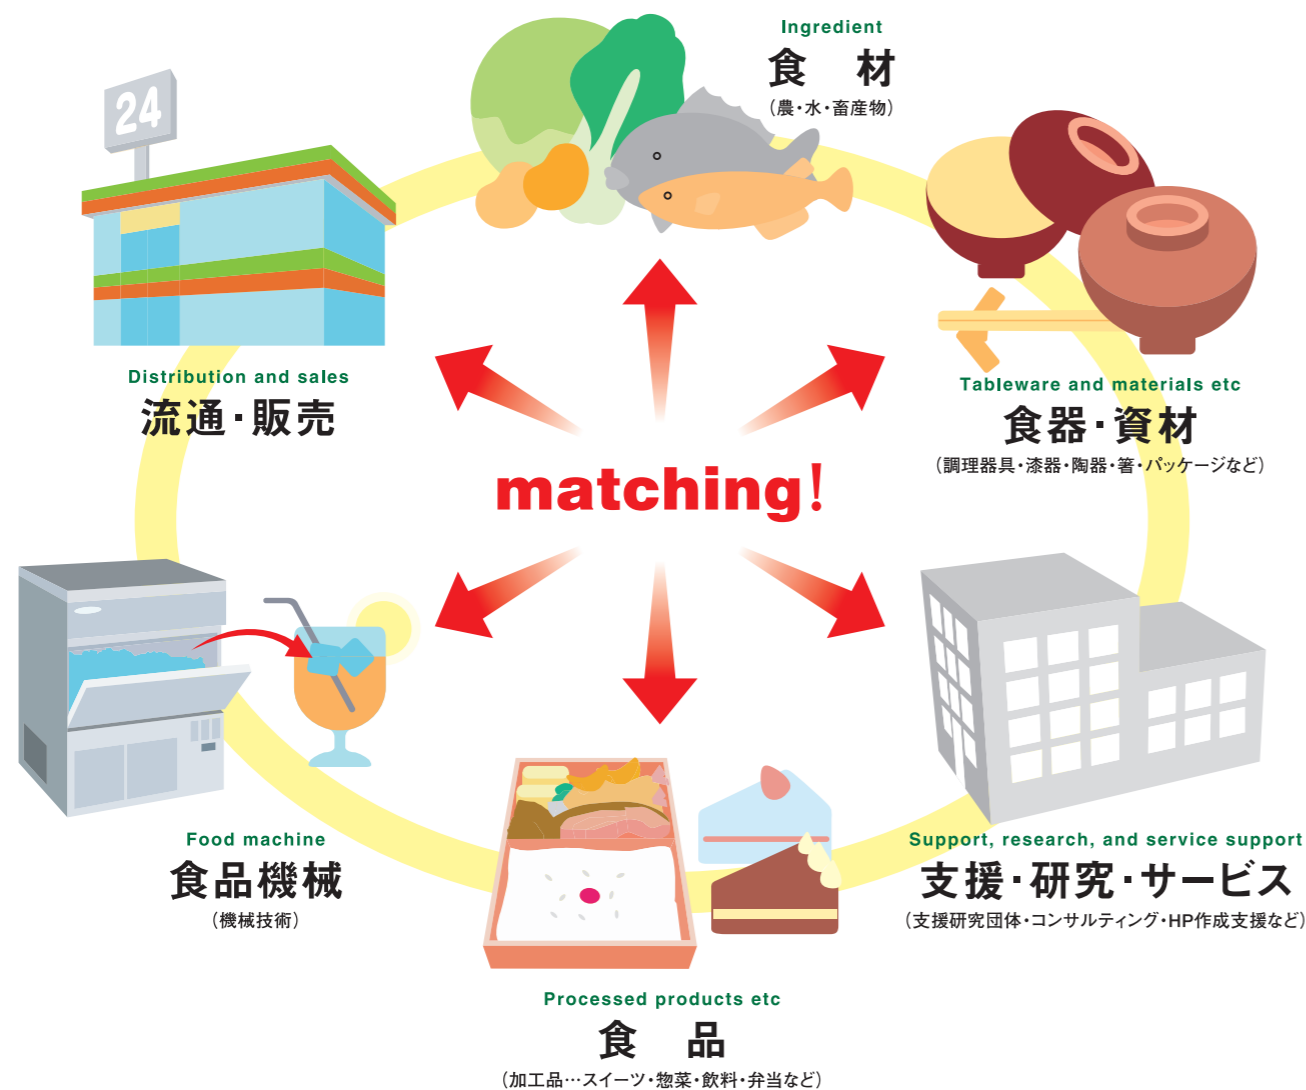 Ingredient
食 材
（農・水・畜産物）
24
Distribution and sales
流通・販売
Tableware and materials etc
食器・資材
（調理器具・漆器・陶器・箸・パッケージなど）
matching!
Food machine
食品機械
（機械技術）
Support, research, and service support
支援・研究・サービス
（支援研究団体・コンサルティング・HP作成支援など）
Processed products etc
食 品
（加工品…スイーツ・惣菜・飲料・弁当など）